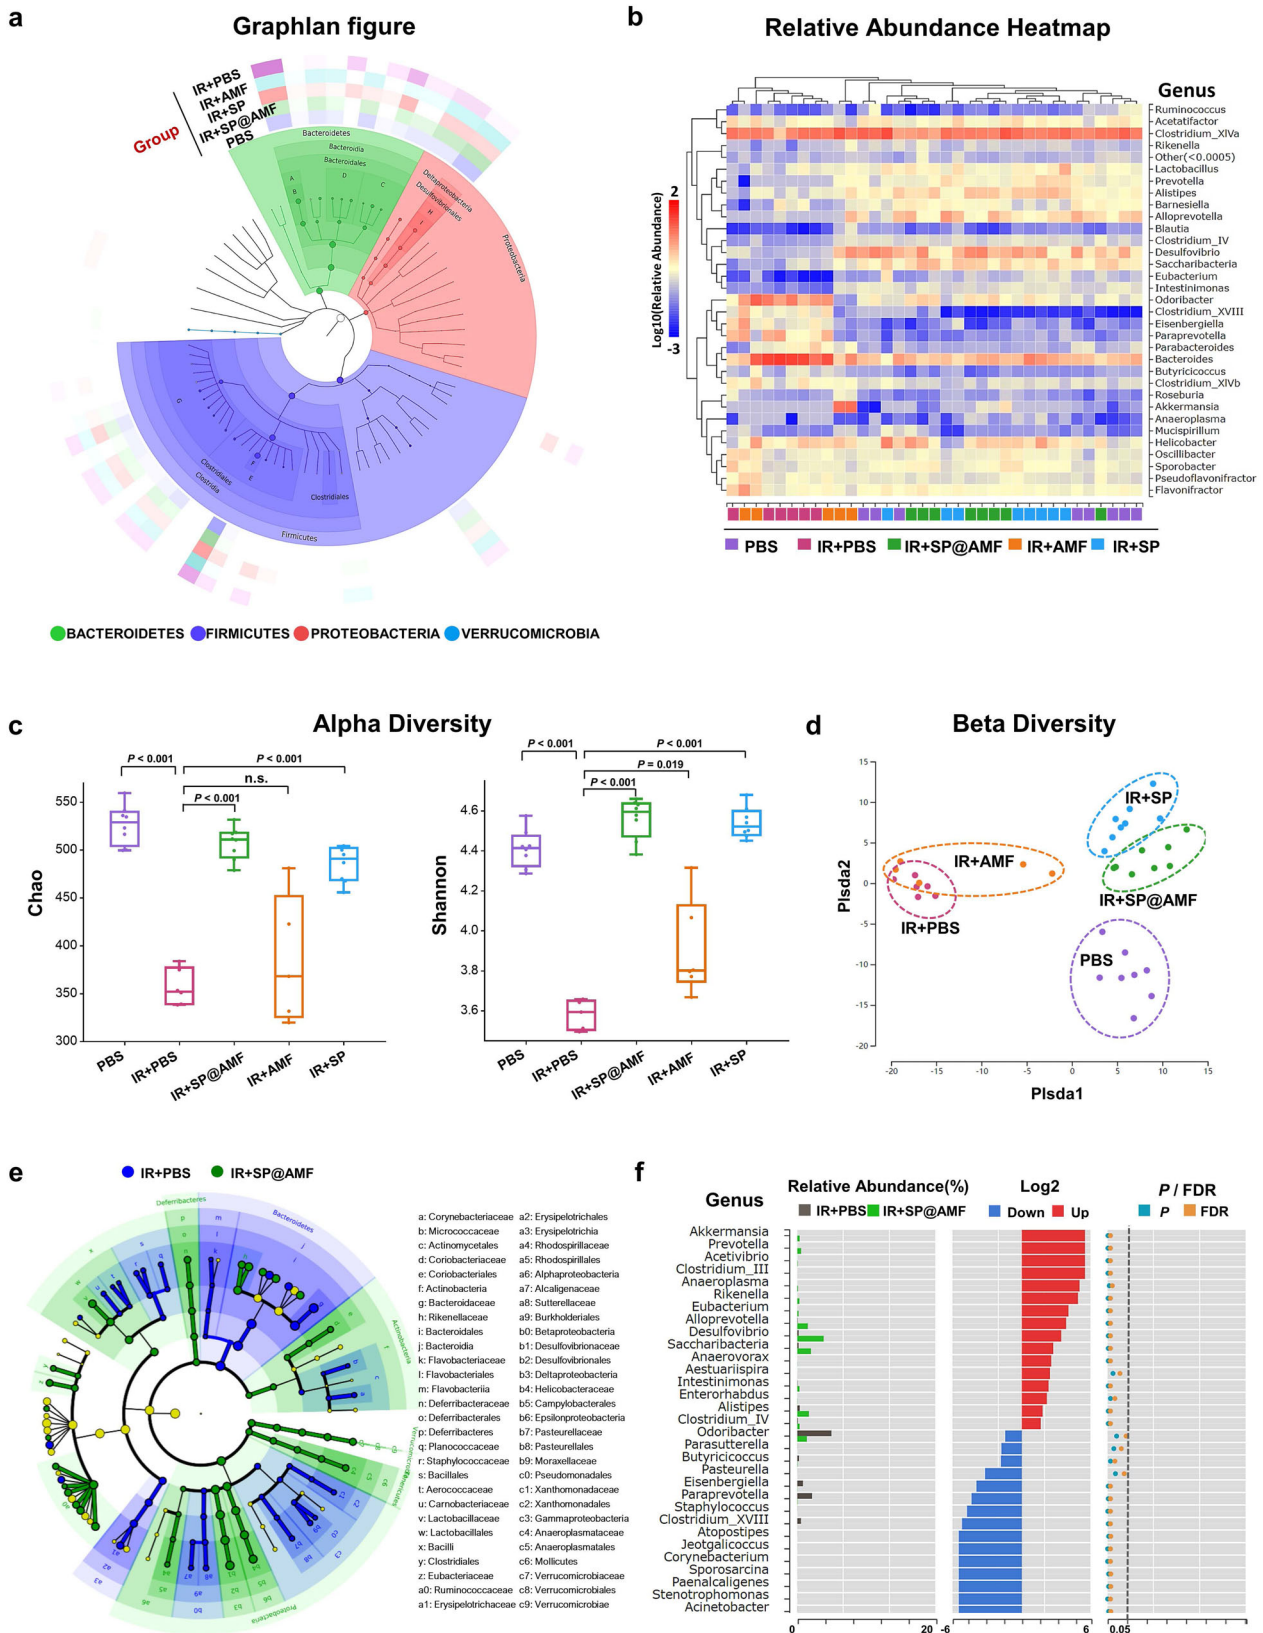 a
Graphlan figure
IR+PBS
IR+AMF
IR+SP
IR+SP@AMF
PBS
Group
Bacteroidetes
Bacteroidia
Bacteroidales
A
B
D
C
Deltaproteobacteria
Desulfovibrionales
H
I
Proteobacteria
G
F
E
Clostridiales
Clostridia
Clostridiales
Firmicutes
BACTEROIDETES FIRMICUTES PROTEOBACTERIA VERRUCOMICROBIA
b
Relative Abundance Heatmap
Genus
Ruminococcus
Acetatifactor
Clostridium_XlVa
Rikenella
Other(<0.0005)
Lactobacillus
Prevotella
Alistipes
Barnesiella
Alloprevotella
Blautia
Clostridium_IV
Desulfovibrio
Saccharibacteria
Eubacterium
Intestinimonas
Odoribacter
Clostridium_XVIII
Eisenbergiella
Paraprevotella
Parabacteroides
Bacteroides
Butyricicoccus
Clostridium_XlVb
Roseburia
Akkermansia
Anaeroplasma
Mucispirillum
Helicobacter
Oscillibacter
Sporobacter
Pseudoflavonifractor
Flavonifractor
2
Log10(Relative Abundance)
-3
PBS IR+PBS IR+SP@AMF IR+AMF IR+SP
c
Alpha Diversity
P < 0.001 P < 0.001
n.s.
P < 0.001
Chao
550
500
450
400
350
300
PBS IR+PBS IR+SP@AMF IR+AMF IR+SP
P < 0.001 P < 0.001
P = 0.019
P < 0.001
Shannon
4.6
4.4
4.2
4.0
3.8
3.6
PBS IR+PBS IR+SP@AMF IR+AMF IR+SP
d
Beta Diversity
Plsda2
15
10
5
0
-5
-10
-15
-20
IR+SP
IR+AMF
IR+SP@AMF
IR+PBS
PBS
-20 -15 -10 -5 0 5 10 15
Plsda1
e
IR+PBS IR+SP@AMF
Deferribacteres
Bacteroidetes
Actinobacteria
Proteobacteria
a: Corynebacteriaceae a2: Erysipelotrichales
b: Micrococcaceae a3: Erysipelotrichia
c: Actinomycetales a4: Rhodospirillaceae
d: Coriobacteriaceae a5: Rhodospirillales
e: Coriobacteriales a6: Alphaproteobacteria
f: Actinobacteria a7: Alcaligenaceae
g: Bacteroidaceae a8: Sutterellaceae
h: Rikenellaceae a9: Burkholderiales
i: Bacteroidales b0: Betaproteobacteria
j: Bacteroidia b1: Desulfovibrionaceae
k: Flavobacteriaceae b2: Desulfovibrionales
l: Flavobacteriales b3: Deltaproteobacteria
m: Flavobacteriia b4: Helicobacteraceae
n: Deferribacteraceae b5: Campylobacterales
o: Deferribacterales b6: Epsilonproteobacteria
p: Deferribacteres b7: Pasteurellaceae
q: Planococcaceae b8: Pasteurellales
r: Staphylococcaceae b9: Moraxellaceae
s: Bacillales c0: Pseudomonadales
t: Aerococcaceae c1: Xanthomonadaceae
u: Carnobacteriaceae c2: Xanthomonadales
v: Lactobacillaceae c3: Gammaproteobacteria
w: Lactobacillales c4: Anaeroplasmataceae
x: Bacilli c5: Anaeroplasmatales
y: Clostridiales c6: Mollicutes
z: Eubacteriaceae c7: Verrucomicrobiaceae
a0: Ruminococcaceae c8: Verrucomicrobiales
a1: Erysipelotrichaceae c9: Verrucomicrobiae
f
Genus
Relative Abundance(%) Log2 P / FDR
IR+PBS IR+SP@AMF Down Up P FDR
Akkermansia
Prevotella
Acetivibrio
Clostridium_III
Anaeroplasma
Rikenella
Eubacterium
Alloprevotella
Desulfovibrio
Saccharibacteria
Anaerovorax
Aestuariispira
Intestinimonas
Enterorhabdus
Alistipes
Clostridium_IV
Odoribacter
Parasutterella
Butyricicoccus
Pasteurella
Eisenbergiella
Paraprevotella
Staphylococcus
Clostridium_XVIII
Atopostipes
Jeotgalicoccus
Corynebacterium
Sporosarcina
Paenalcaligenes
Stenotrophomonas
Acinetobacter
0 20 -6 6 0.05